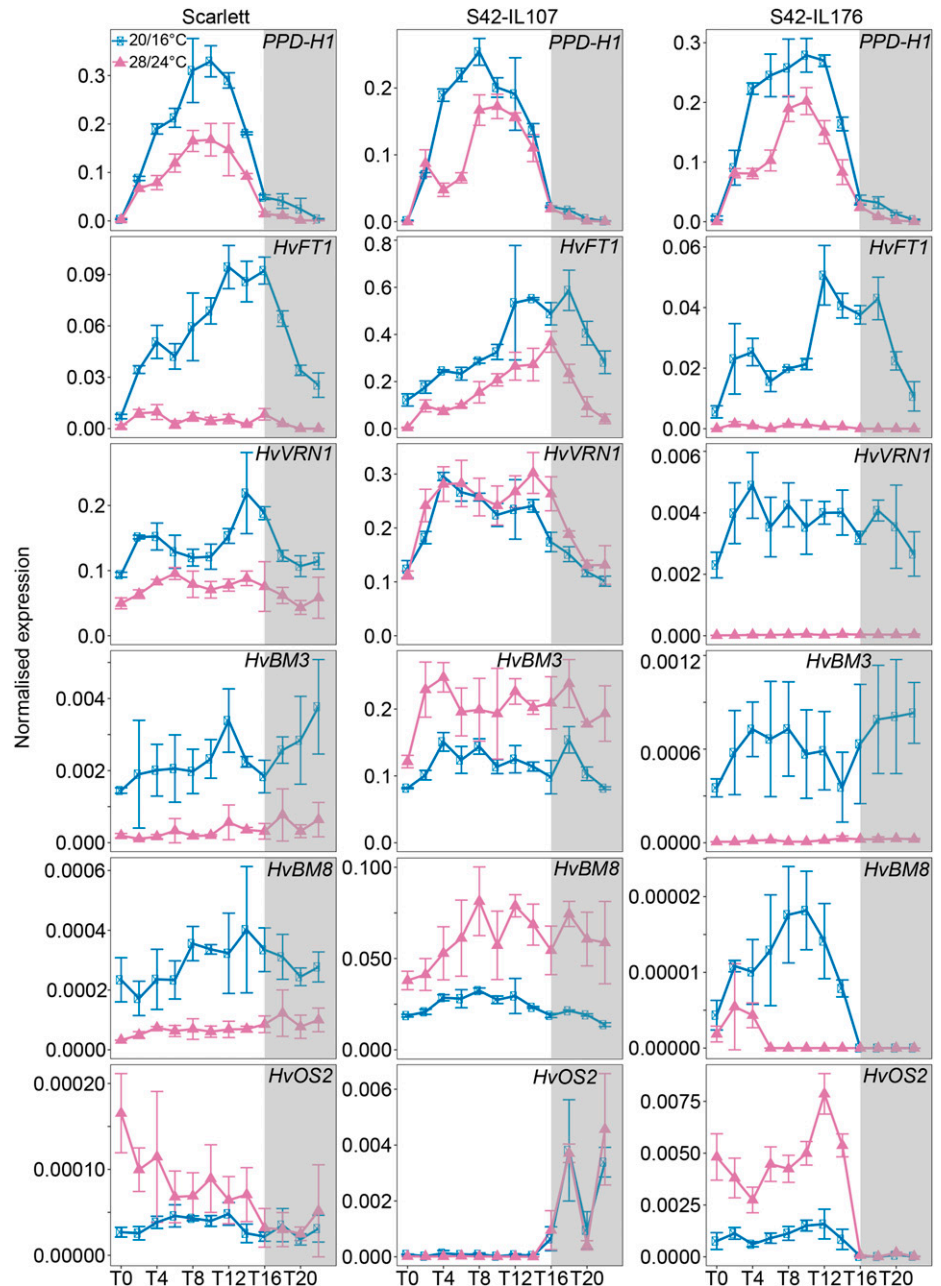 Scarlett S42-IL107 S42-IL176
20/16°C
28/24°C
PPD-H1 PPD-H1 PPD-H1
0.3 0.2 0.3
0.2 0.1 0.2
0.1 0.0 0.1
0.0 0.0
HvFT1 HvFT1 HvFT1
0.09 0.8 0.06
0.06 0.6 0.04
0.03 0.4 0.02
0.00 0.2 0.00
0.0
HvVRN1 HvVRN1 HvVRN1
0.2 0.3 0.006
0.1 0.2 0.004
0.0 0.1 0.002
0.0 0.000
Normalised expression
HvBM3 HvBM3 HvBM3
0.004 0.2 0.0012
0.002 0.1 0.0006
0.000 0.0 0.0000
HvBM8 HvBM8 HvBM8
0.0006 0.100 0.00002
0.0004 0.050 0.00001
0.0002 0.000 0.00000
0.0000
HvOS2 HvOS2 HvOS2
0.00020 0.006 0.0075
0.00010 0.004 0.0050
0.00000 0.002 0.0025
0.000 0.0000
T0 T4 T8 T12 T16 T20 T0 T4 T8 T12 T16 T20 T0 T4 T8 T12 T16 T20